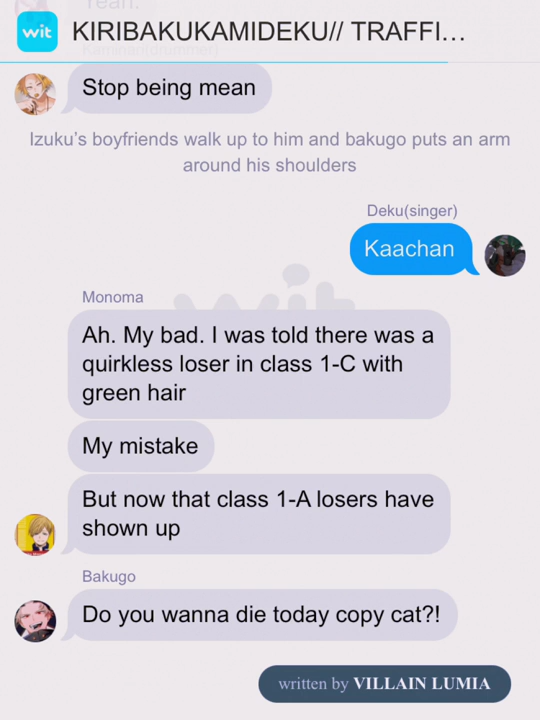 Yeah.
wit
KIRIBAKUKAMIDEKU// TRAFFI...
Kaminari(drummer)
Stop being mean
Izuku's boyfriends walk up to him and bakugo puts an arm
around his shoulders
Deku(singer)
Kaachan
wit
Monoma
Ah. My bad. I was told there was a
quirkless loser in class 1-C with
green hair
My mistake
But now that class 1-A losers have
shown up
Bakugo
Do you wanna die today copy cat?!
written by VILLAIN LUMIA